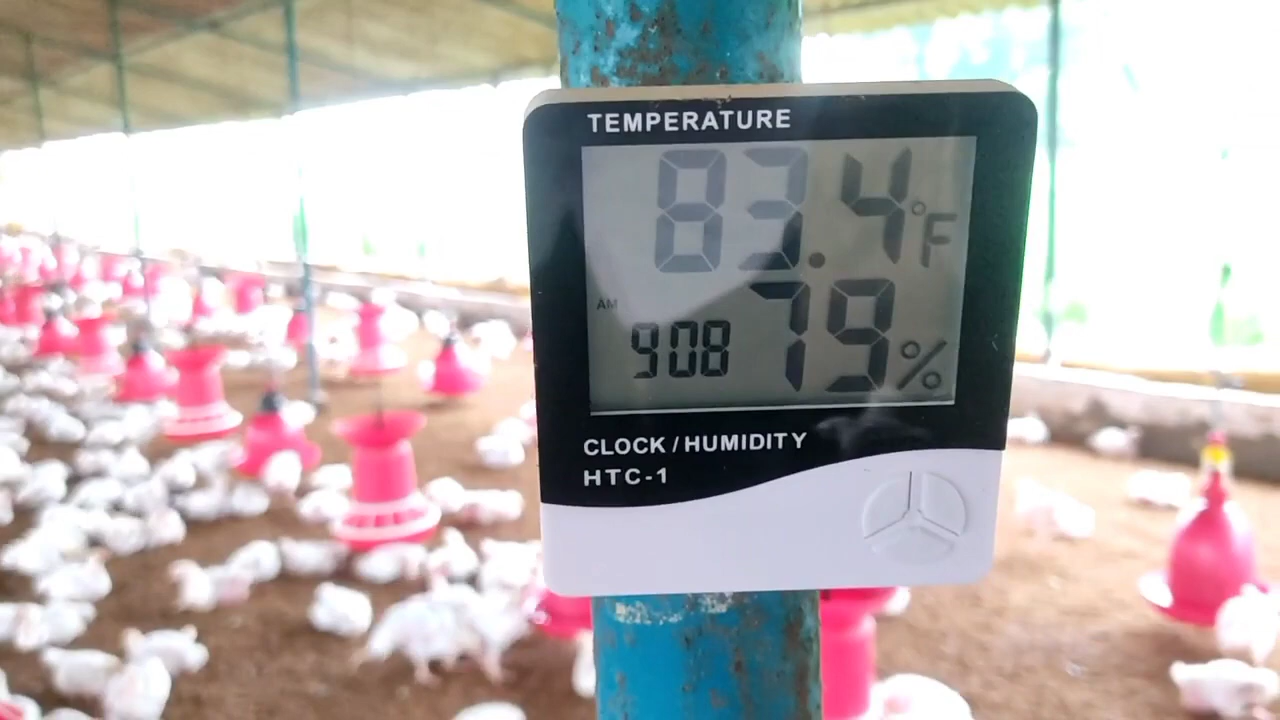 TEMPERATURE
83.4°F
AM
908
79%
CLOCK / HUMIDITY
HTC-1